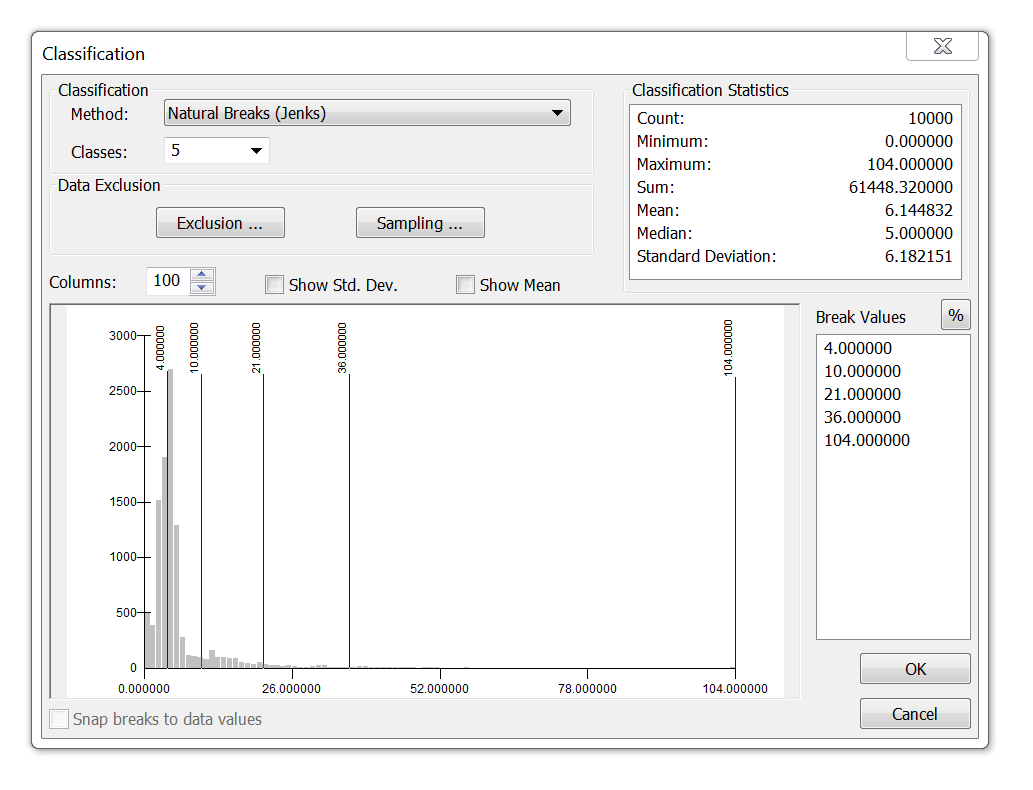 Classification
Classification
Method: Natural Breaks (Jenks)
Classes: 5
Data Exclusion
Exclusion ... Sampling ...
Classification Statistics
Count: 10000
Minimum: 0.000000
Maximum: 104.000000
Sum: 61448.320000
Mean: 6.144832
Median: 5.000000
Standard Deviation: 6.182151
Columns: 100 Show Std. Dev. Show Mean
4.000000 10.000000 21.000000 36.000000 104.000000
3000
2500
2000
1500
1000
500
0
0.000000 26.000000 52.000000 78.000000 104.000000
Break Values %
4.000000
10.000000
21.000000
36.000000
104.000000
Snap breaks to data values
OK
Cancel